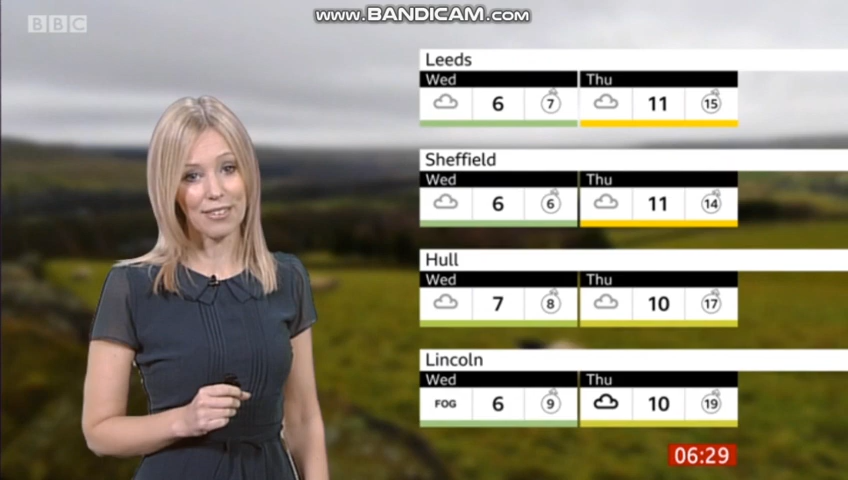 BBC
www.BANDICAM.com
Leeds
Wed Thu
6 7 11 15
Sheffield
Wed Thu
6 6 11 14
Hull
Wed Thu
7 8 10 17
Lincoln
Wed Thu
FOG 6 9 10 19
06:29